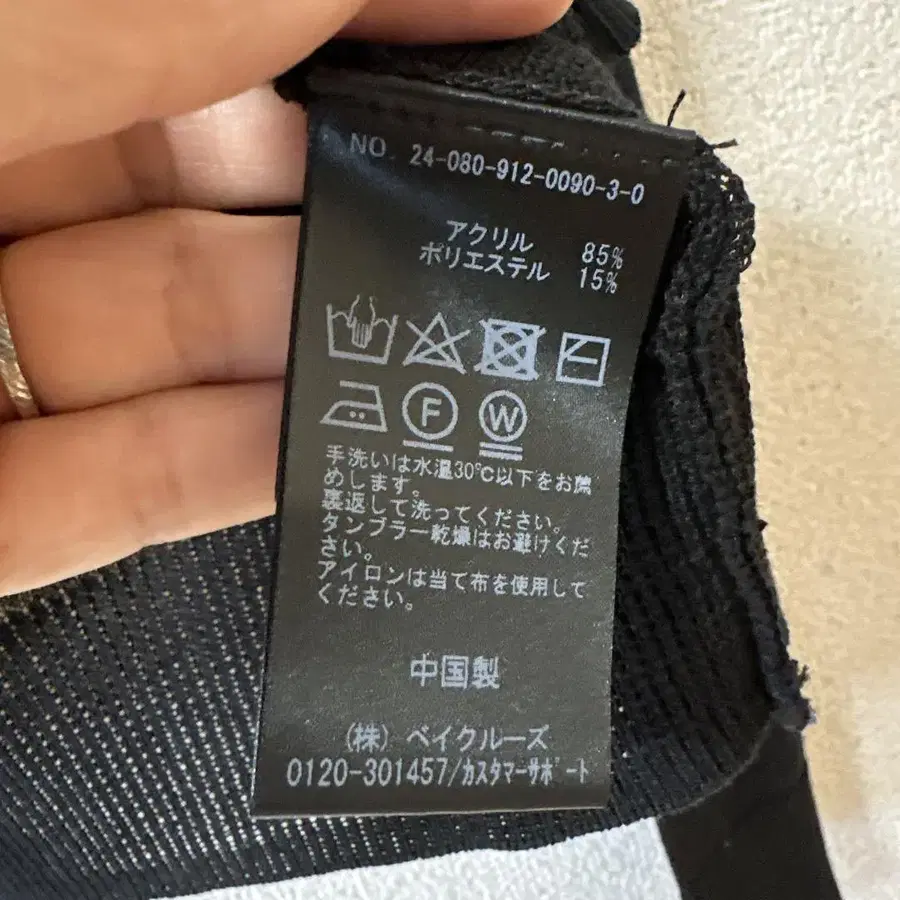 NO. 24-080-912-0090-3-0
アクリル 85%
ポリエステル 15%
F W
手洗いは水温30℃以下をお薦
めします。
裏返して洗ってください。
タンブラー乾燥はお避けくだ
さい。
アイロンは当て布を使用して
ください。
中国製
(株) ベイクルーズ
0120-301457/カスタマーサポート